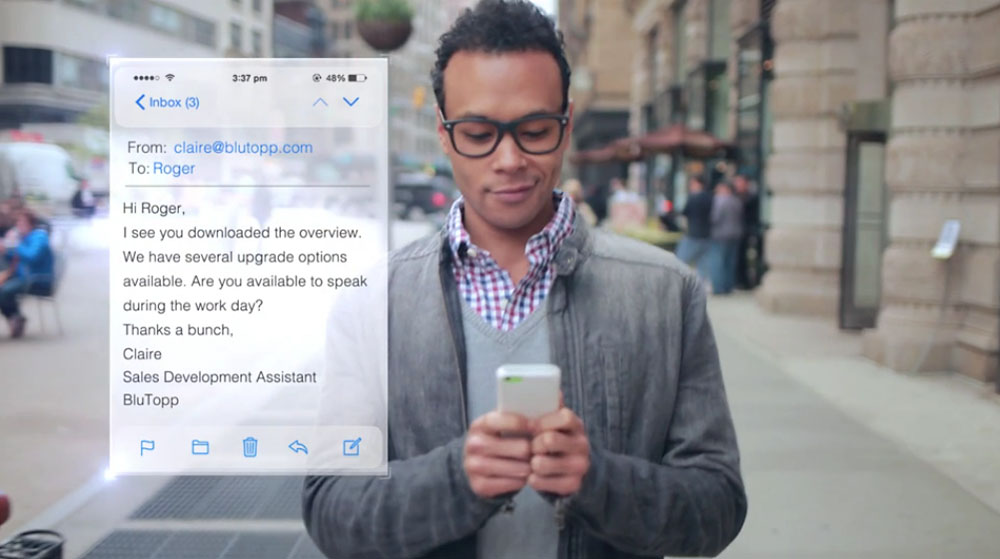 3:37 pm 48%
Inbox (3)
From: claire@blutopp.com
To: Roger
Hi Roger,
I see you downloaded the overview.
We have several upgrade options
available. Are you available to speak
during the work day?
Thanks a bunch,
Claire
Sales Development Assistant
BluTopp